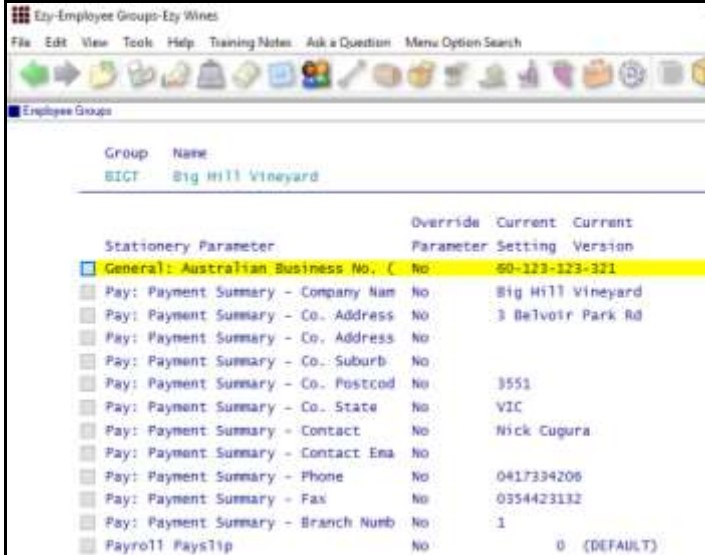 Ezy-Employee Groups-Ezy Wines
File Edit View Tools Help Training Notes Ask a Question Menu Option Search
Employee Groups
Group Name
BIGT Big Hill Vineyard
Override Current Current
Stationery Parameter Parameter Setting Version
General: Australian Business No. ( No 60-123-123-321
Pay: Payment Summary - Company Nam No Big Hill Vineyard
Pay: Payment Summary - Co. Address No 3 Belvoir Park Rd
Pay: Payment Summary - Co. Address No
Pay: Payment Summary - Co. Suburb No
Pay: Payment Summary - Co. Postcod No 3551
Pay: Payment Summary - Co. State No VIC
Pay: Payment Summary - Contact No Nick Cugura
Pay: Payment Summary - Contact Ema No
Pay: Payment Summary - Phone No 0417334206
Pay: Payment Summary - Fax No 0354423132
Pay: Payment Summary - Branch Numb No 1
Payroll Payslip No 0 (DEFAULT)